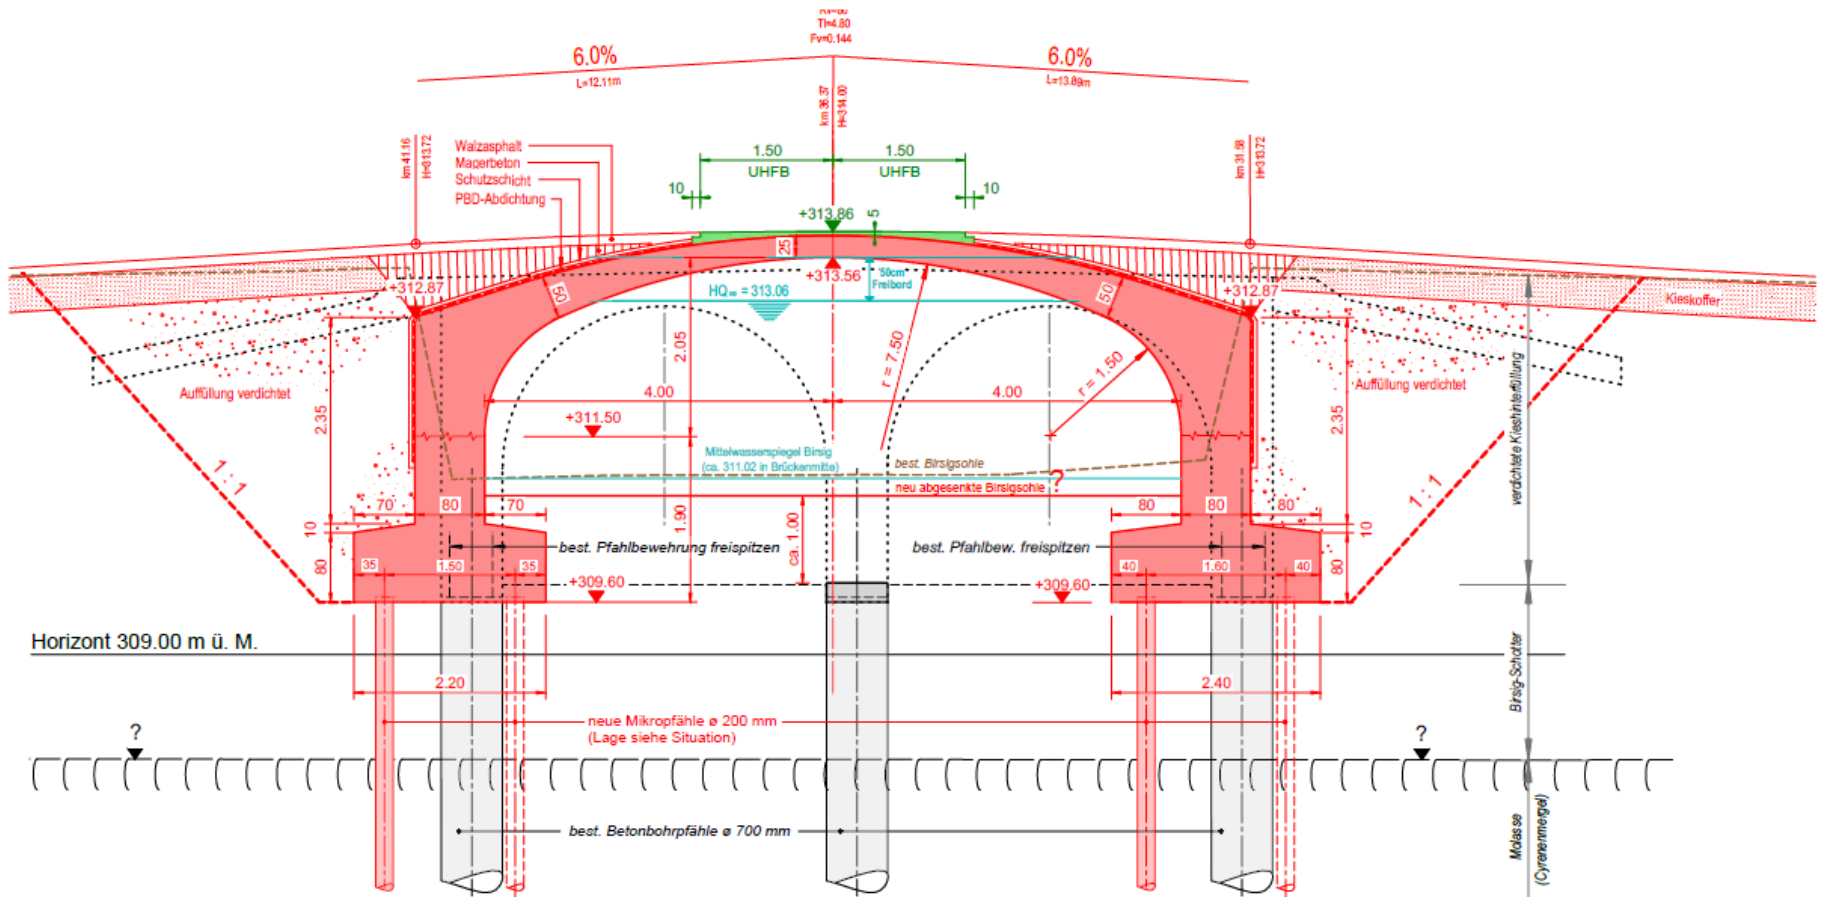 Rv=80
Tl=4.80
Fv=0.144
6.0%
L=12.11m
6.0%
L=13.89m
km 36.37
H=314.00
km 41.16
H=313.72
km 31.58
H=313.72
Walzasphalt
Magerbeton
Schutzschicht
PBD-Abdichtung
1.50
UHFB
1.50
UHFB
10
10
+313.86
5
25
+313.56
+312.87
+312.87
50
50
HQ = 313.06
50cm
Freibord
Kieskoffer
2.05
r = 7.50
r = 1.50
Auffüllung verdichtet
Auffüllung verdichtet
4.00
4.00
2.35
2.35
+311.50
Mittelwasserspiegel Birsig
(ca. 311.02 in Brückenmitte)
best. Birsigsohle
neu abgesenkte Birsigsohle
?
1:1
1:1
verdichtete Kieshinterfüllung
70
80
70
80
80
80
1.90
ca. 1.00
10
10
best. Pfahlbewehrung freispitzen
best. Pfahlbew. freispitzen
80
80
35
1.50
35
40
1.60
40
+309.60
+309.60
Horizont 309.00 m ü. M.
Birsig-Schotter
2.20
2.40
neue Mikropfähle ø 200 mm
(Lage siehe Situation)
?
?
best. Betonbohrpfähle ø 700 mm
Molasse
(Cyrenenmergel)